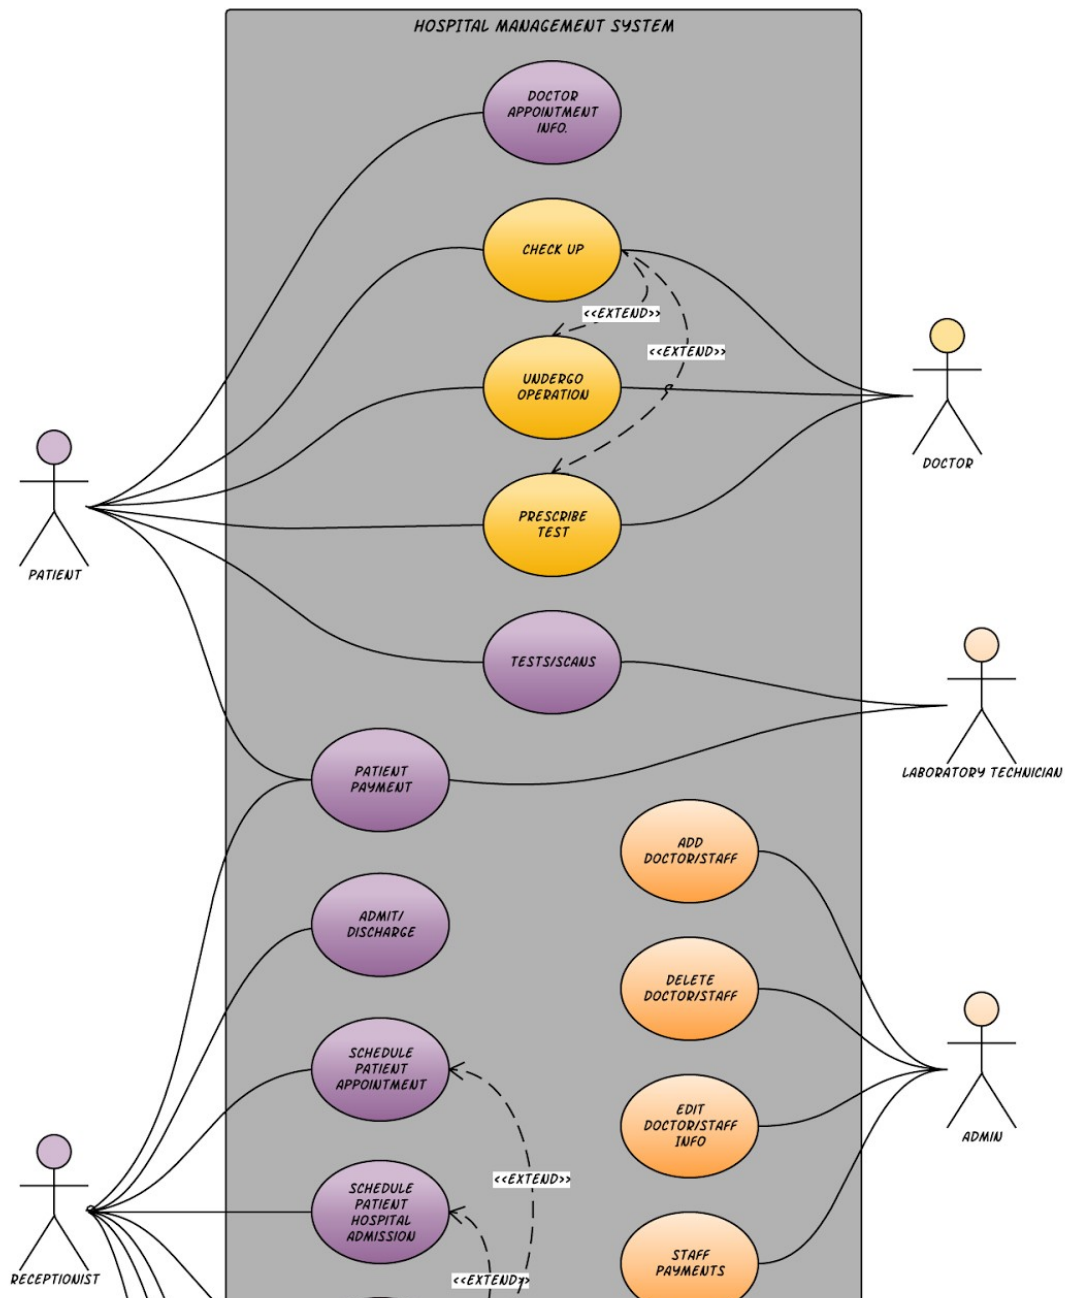 HOSPITAL MANAGEMENT SYSTEM
DOCTOR
APPOINTMENT
INFO.
CHECK UP
<<EXTEND>>
<<EXTEND>>
UNDERGO
OPERATION
DOCTOR
PRESCRIBE
TEST
PATIENT
TESTS/SCANS
LABORATORY TECHNICIAN
PATIENT
PAYMENT
ADD
DOCTOR/STAFF
ADMIT/
DISCHARGE
DELETE
DOCTOR/STAFF
SCHEDULE
PATIENT
APPOINTMENT
EDIT
DOCTOR/STAFF
INFO
ADMIN
<<EXTEND>>
SCHEDULE
PATIENT
HOSPITAL
ADMISSION
STAFF
PAYMENTS
RECEPTIONIST
<<EXTEND>>